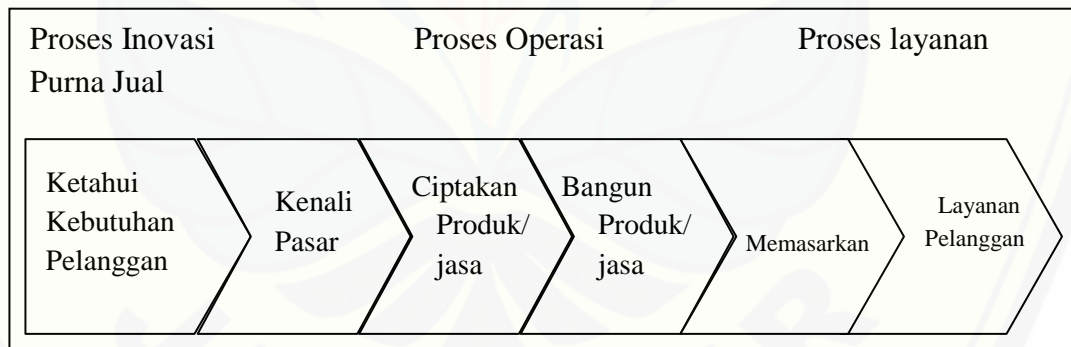 Proses Inovasi Proses Operasi Proses layanan
Purna Jual
Ketahui
Kebutuhan
Pelanggan
Kenali
Pasar
Ciptakan
Produk/
jasa
Bangun
Produk/
jasa
Memasarkan
Layanan
Pelanggan